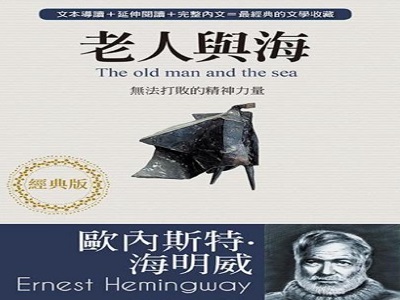 文本導讀＋延伸閱讀＋完整內文＝最經典的文學收藏
老人與海
The old man and the sea
無法打敗的精神力量
經典版
歐內斯特·
海明威
Ernest Hemingway